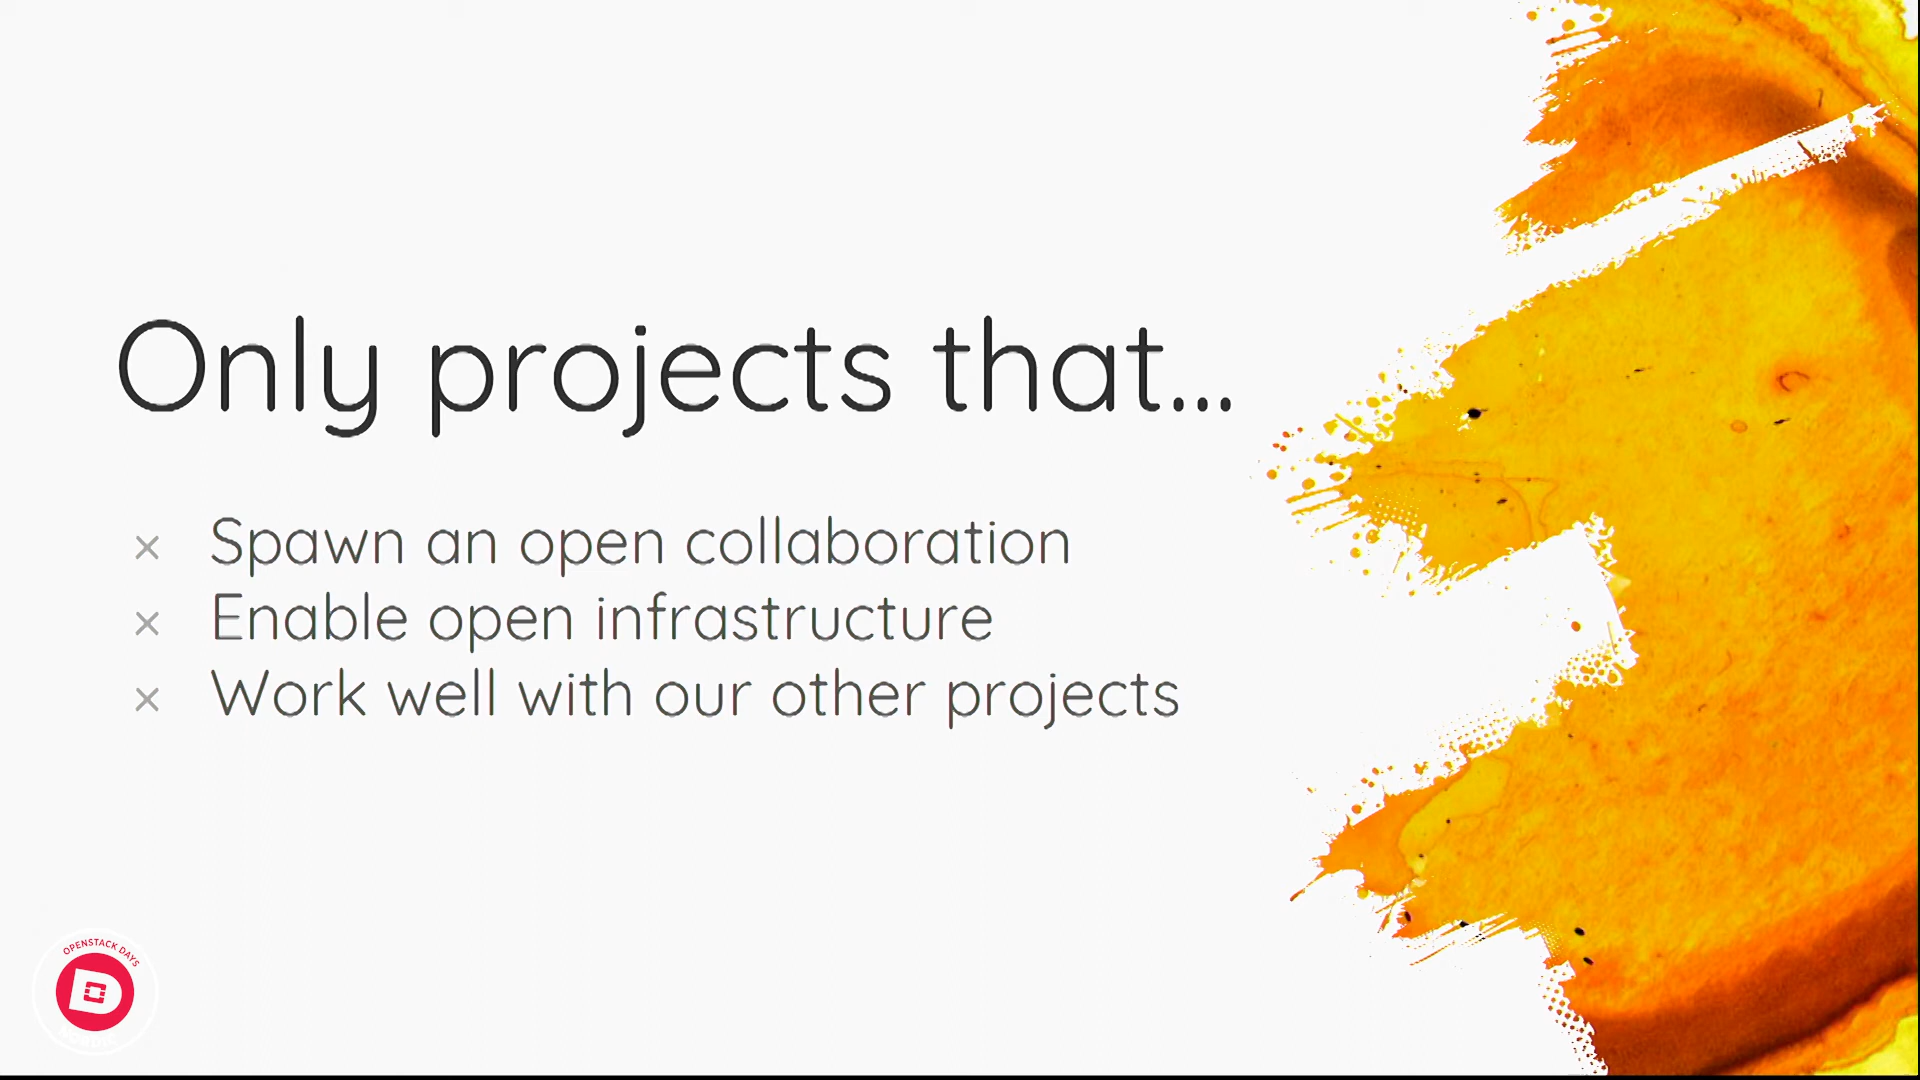 Only projects that...
× Spawn an open collaboration
× Enable open infrastructure
× Work well with our other projects
OPENSTACK DAYS